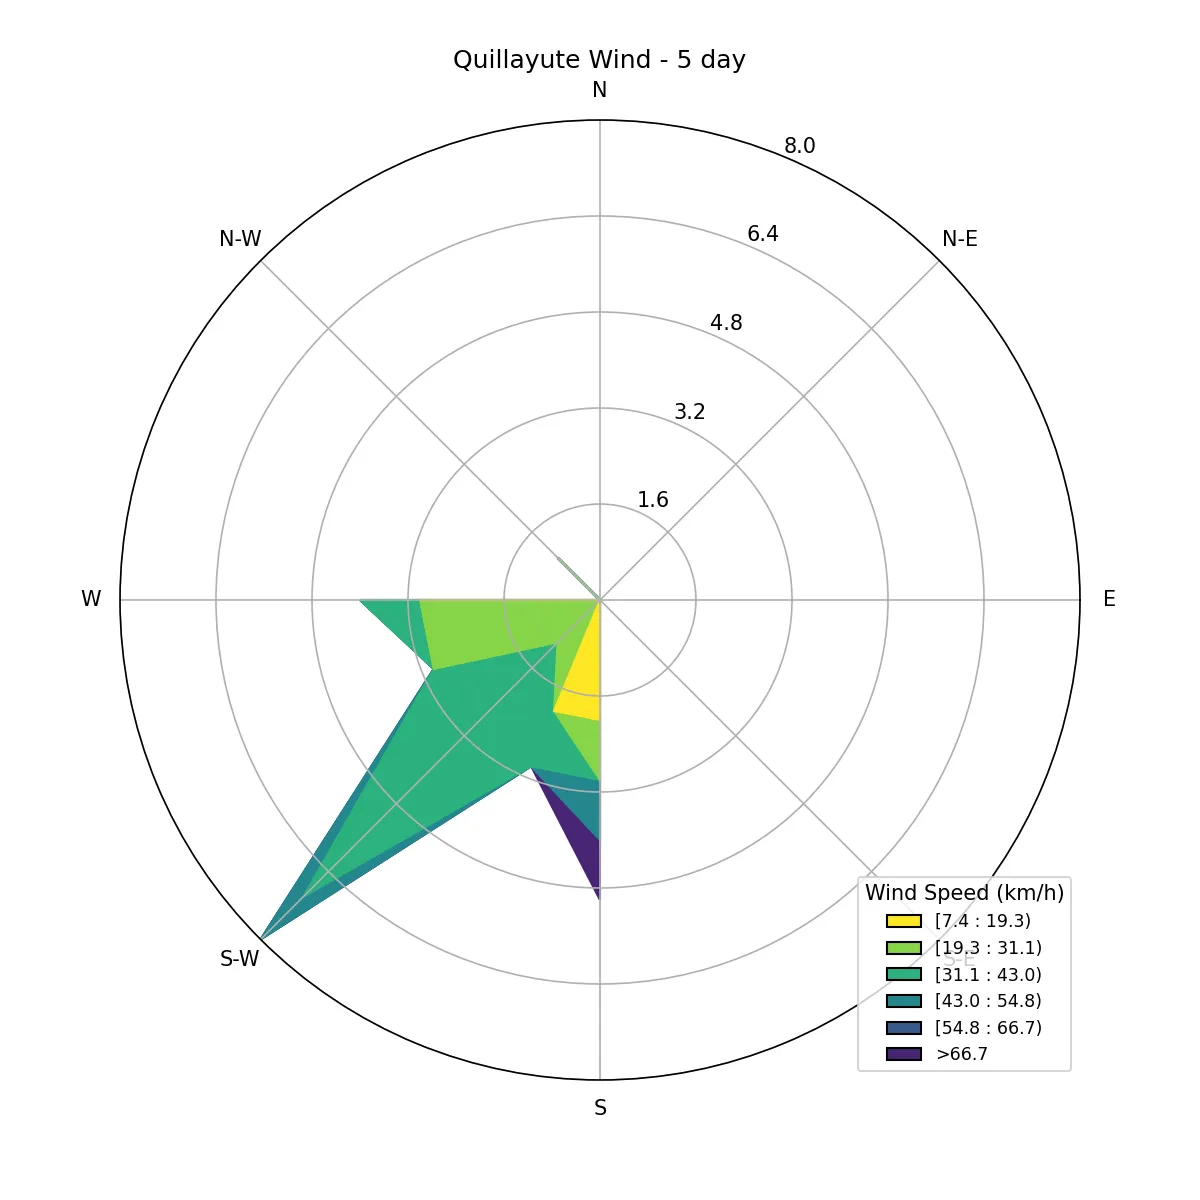 Quillayute Wind - 5 day
N
8.0
N-W
N-E
6.4
4.8
3.2
1.6
W
E
Wind Speed (km/h)
[7.4 : 19.3)
[19.3 : 31.1)
S-W
S-E
[31.1 : 43.0)
[43.0 : 54.8)
[54.8 : 66.7)
>66.7
S